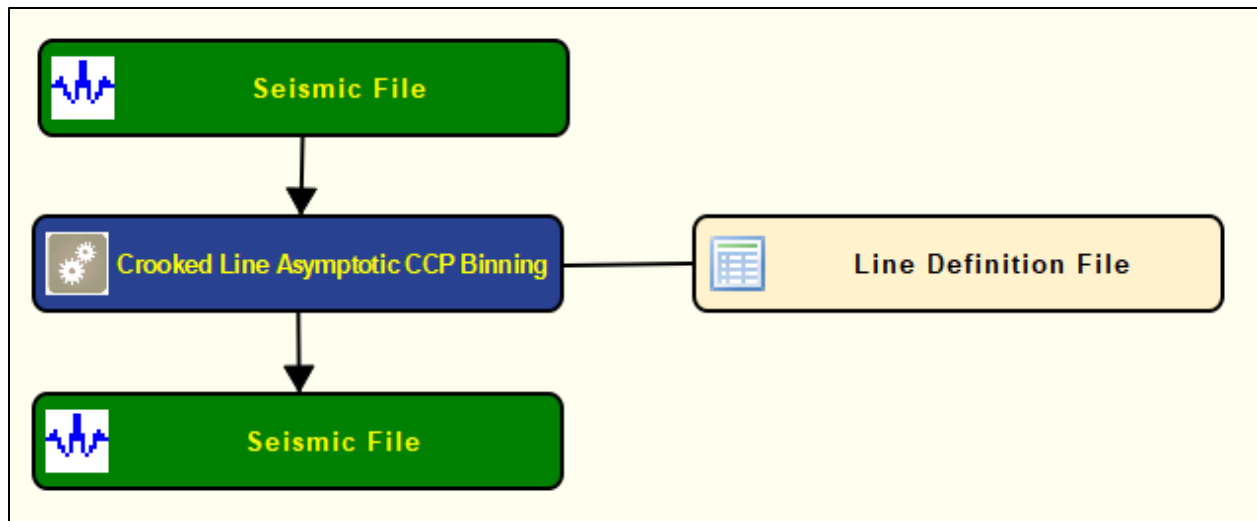 Seismic File
Crooked Line Asymptotic CCP Binning
Line Definition File
Seismic File